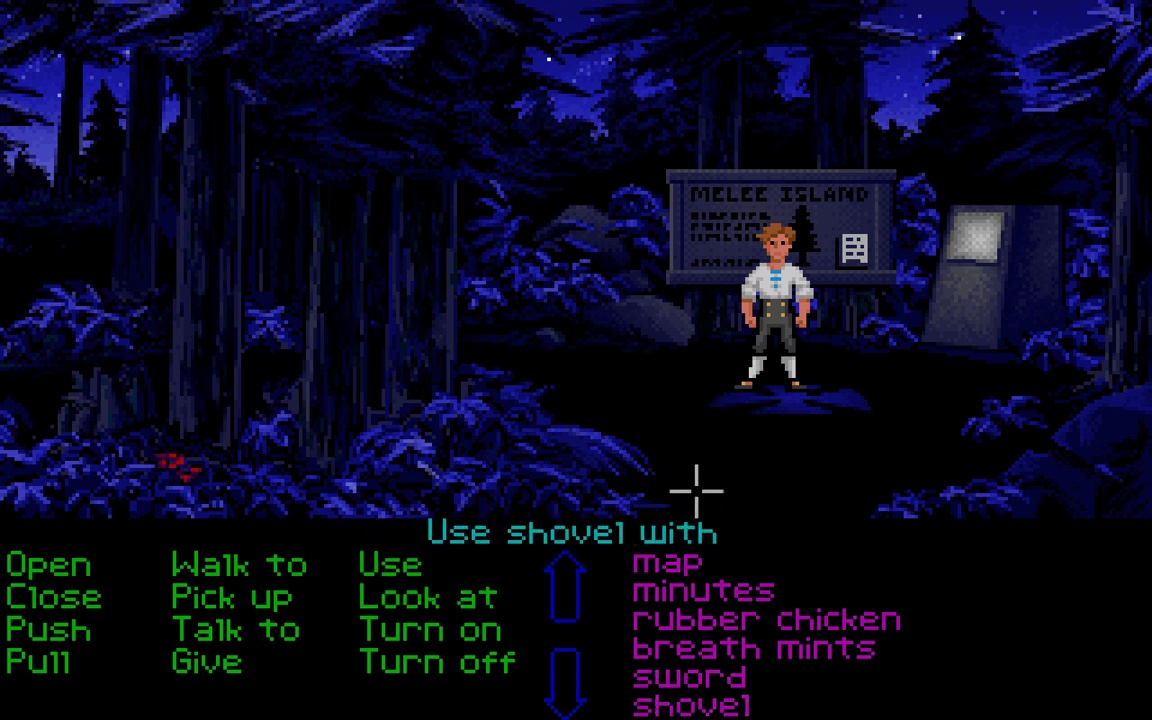 MELEE ISLAND
Use shovel with
Open Walk to Use
Close Pick up Look at
Push Talk to Turn on
Pull Give Turn off
map
minutes
rubber chicken
breath mints
sword
shovel